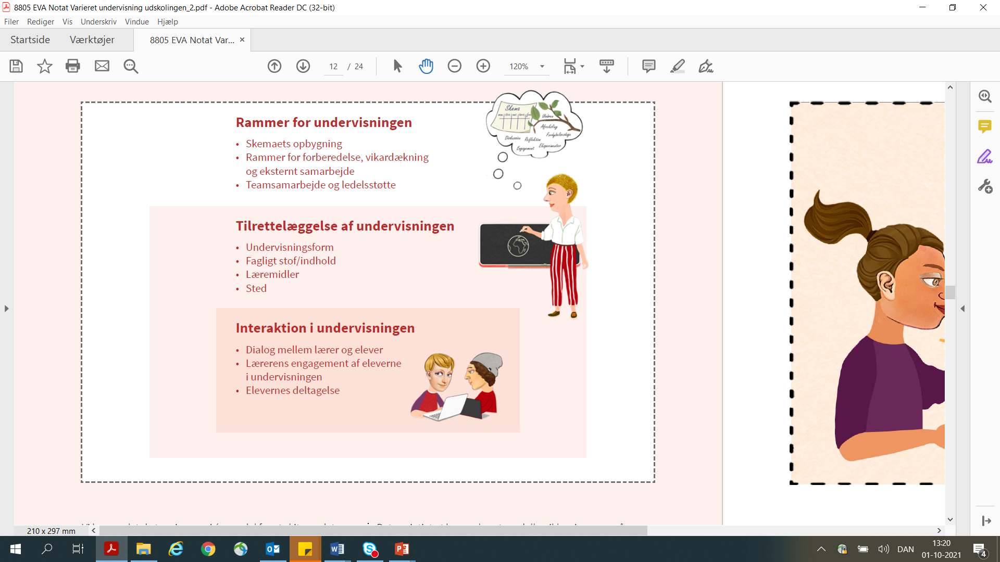 8805 EVA Notat Varieret undervisning udskolingen_2.pdf - Adobe Acrobat Reader DC (32-bit)
Filer Rediger Vis Underskriv Vindue Hjælp
Startside Værktøjer 8805 EVA Notat Var... ×
12 / 24 120%
Skema
Undren
Afveksling
Fordybelsesdage
Diskussion Refleksion
Engagement Eksperimenter
Rammer for undervisningen
• Skemaets opbygning
• Rammer for forberedelse, vikardækning
og eksternt samarbejde
• Teamsamarbejde og ledelsesstøtte
Tilrettelæggelse af undervisningen
• Undervisningsform
• Fagligt stof/indhold
• Læremidler
• Sted
Interaktion i undervisningen
• Dialog mellem lærer og elever
• Lærerens engagement af eleverne
i undervisningen
• Elevernes deltagelse
210 x 297 mm
DAN
13:20
01-10-2021
4